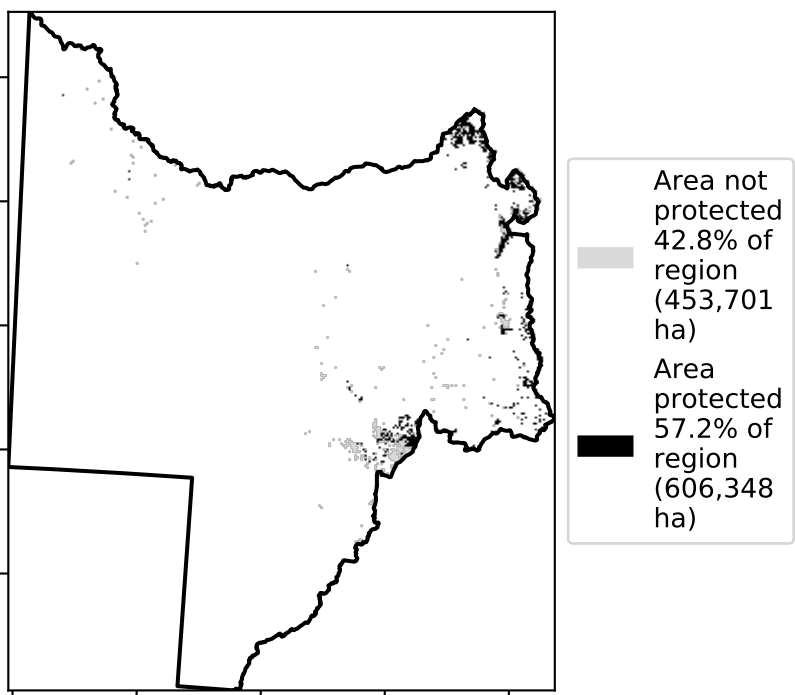 Area not
protected
42.8% of
region
(453,701
ha)
Area
protected
57.2% of
region
(606,348
ha)